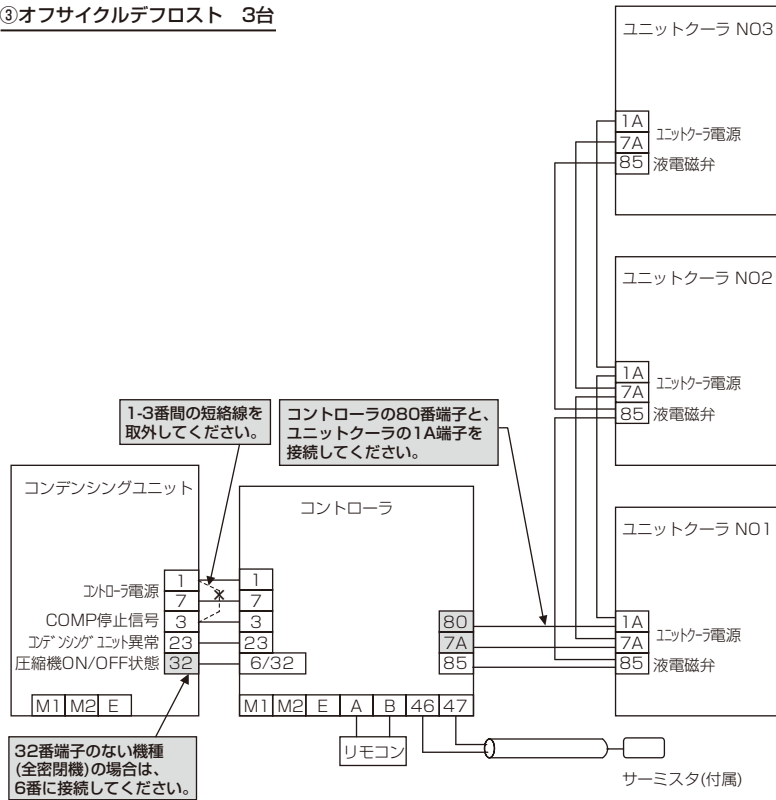 ③オフサイクルデフロスト　3台
ユニットクーラ NO3
1A
7A
ユニットクーラ電源
85
液電磁弁
ユニットクーラ NO2
1A
7A
ユニットクーラ電源
85
液電磁弁
1-3番間の短絡線を
取外してください。
コントローラの80番端子と、
ユニットクーラの1A端子を
接続してください。
コンデンシングユニット
コントローラ
ユニットクーラ NO1
コントローラ電源
1
7
COMP停止信号
3
コンデンシングユニット異常
23
圧縮機ON/OFF状態
32
1
7
3
23
6/32
80
7A
85
1A
7A
ユニットクーラ電源
85
液電磁弁
M1 M2 E
M1 M2 E A B 46 47
リモコン
32番端子のない機種
(全密閉機)の場合は、
6番に接続してください。
サーミスタ(付属)